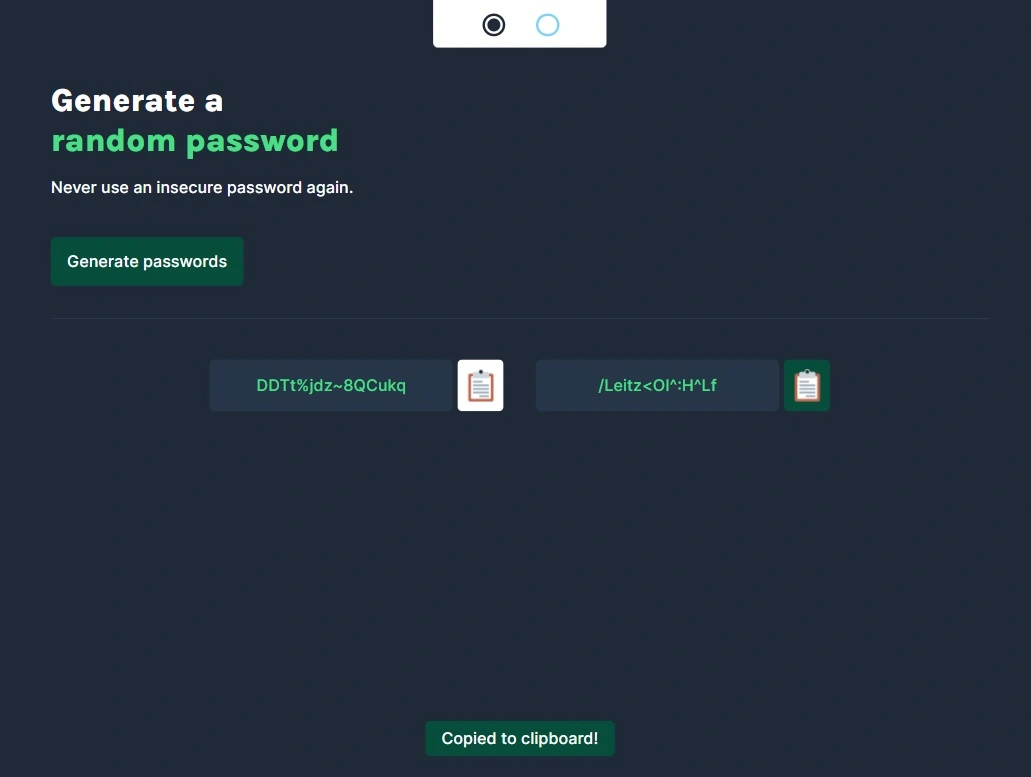 Generate a
random password
Never use an insecure password again.
Generate passwords
DDTt%jdz~8QCukq
/Leitz<OI^:H^Lf
Copied to clipboard!